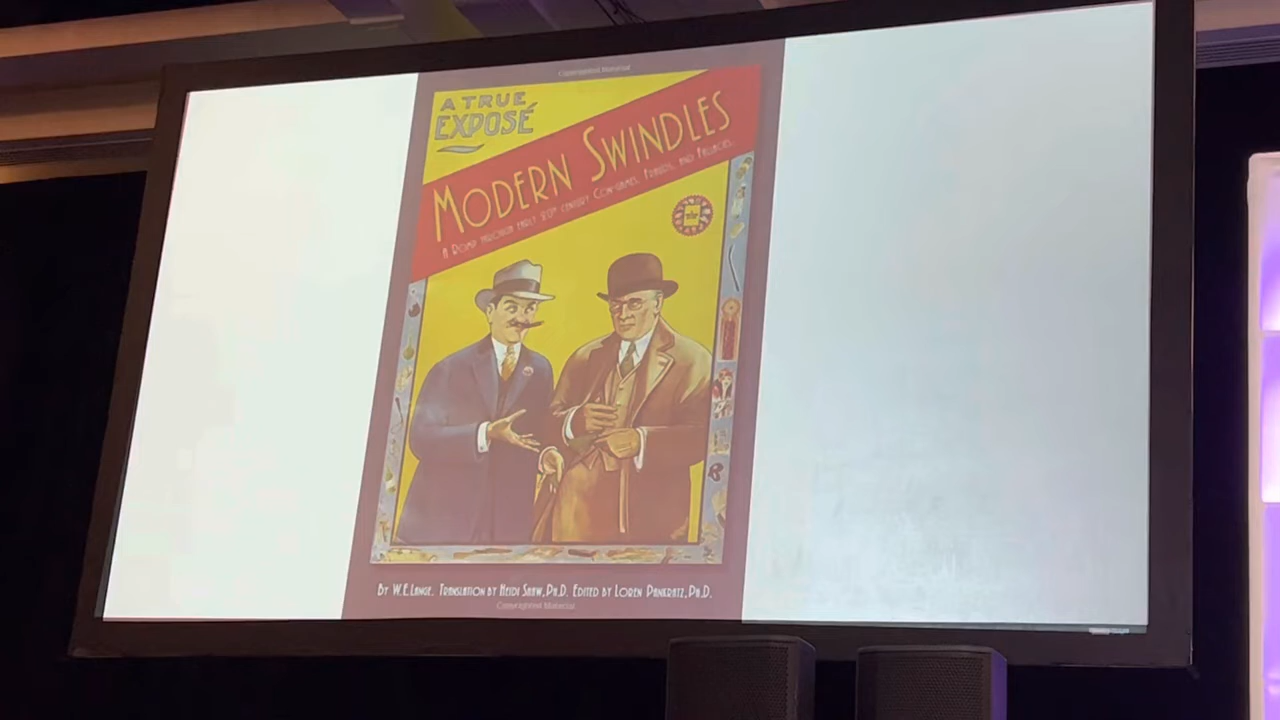 Copyrighted Material
A TRUE
EXPOSÉ
MODERN SWINDLES
A ROMP THROUGH EARLY 20TH CENTURY CON-GAMES, FRAUDS, AND FALLACIES.
BY W.E. LANGE. TRANSLATION BY HEIDI SHAW, PH.D. EDITED BY LOREN PANKRATZ, PH.D.
Copyrighted Material